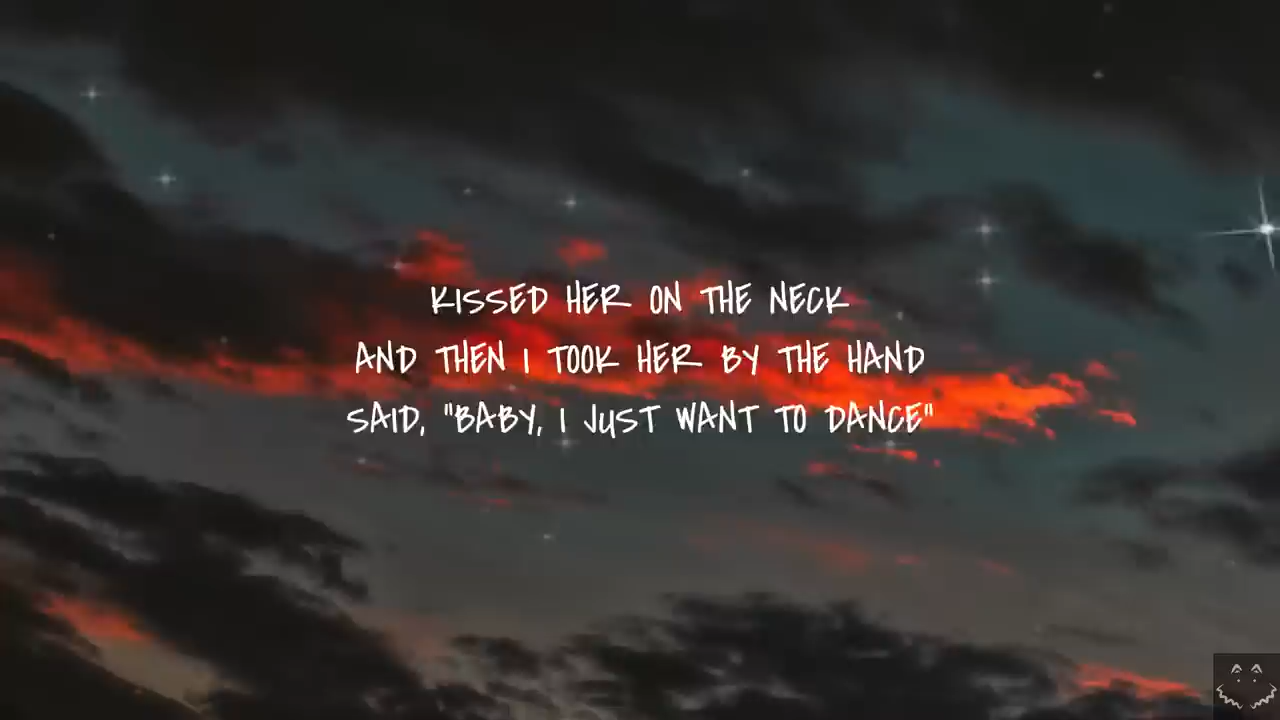 KISSED HER ON THE NECK
AND THEN I TOOK HER BY THE HAND
SAID, "BABY, I JUST WANT TO DANCE"